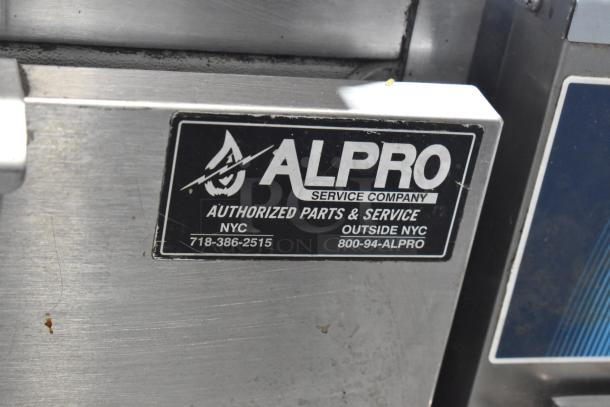 ALPRO
SERVICE COMPANY
AUTHORIZED PARTS & SERVICE
NYC OUTSIDE NYC
718-386-2515 800-94-ALPRO